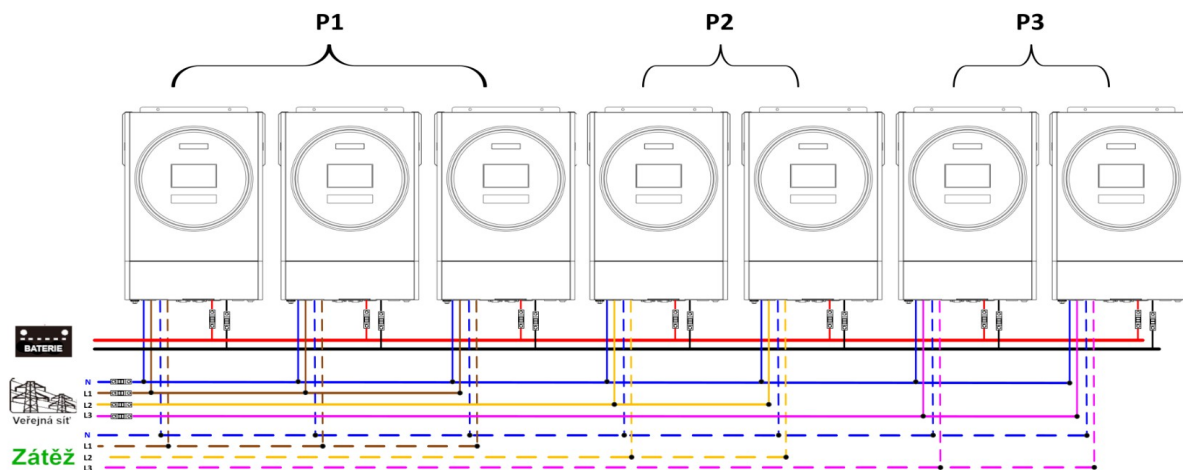 P1 P2 P3
BATERIE
N
L1
L2
L3
Veřejná síť
N
L1
L2
L3
Zátěž